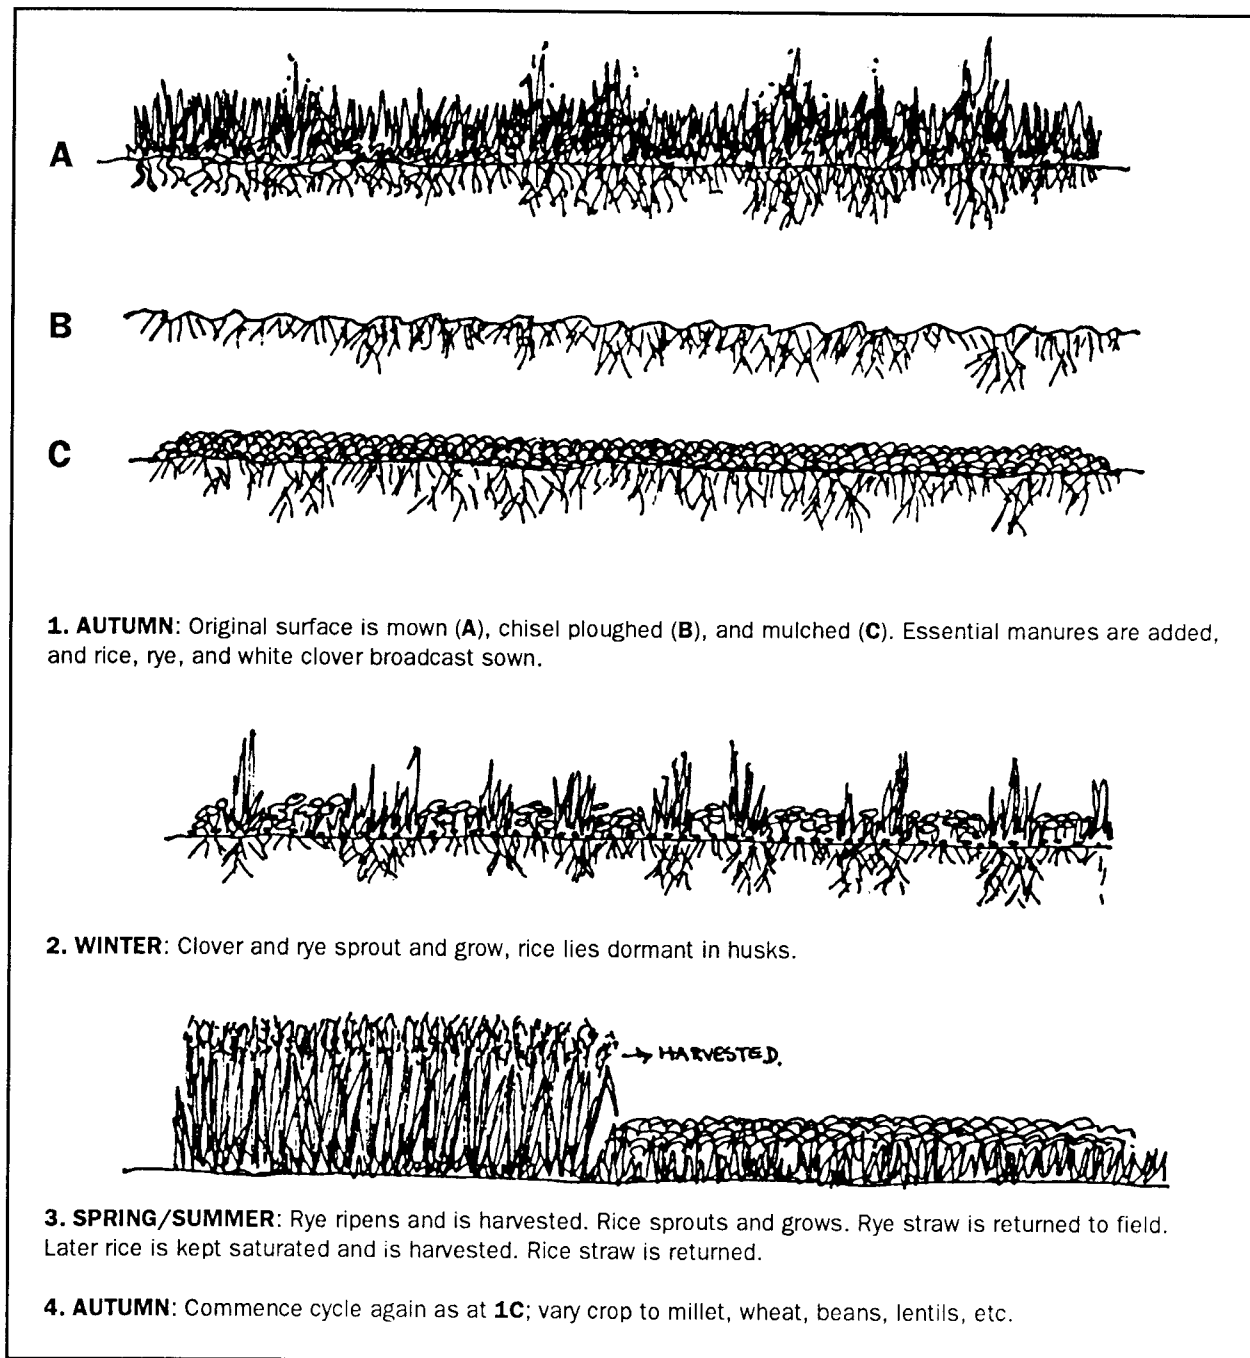 A
B
C
1. AUTUMN: Original surface is mown (A), chisel ploughed (B), and mulched (C). Essential manures are added,
and rice, rye, and white clover broadcast sown.
2. WINTER: Clover and rye sprout and grow, rice lies dormant in husks.
HARVESTED.
3. SPRING/SUMMER: Rye ripens and is harvested. Rice sprouts and grows. Rye straw is returned to field.
Later rice is kept saturated and is harvested. Rice straw is returned.
4. AUTUMN: Commence cycle again as at 1C; vary crop to millet, wheat, beans, lentils, etc.